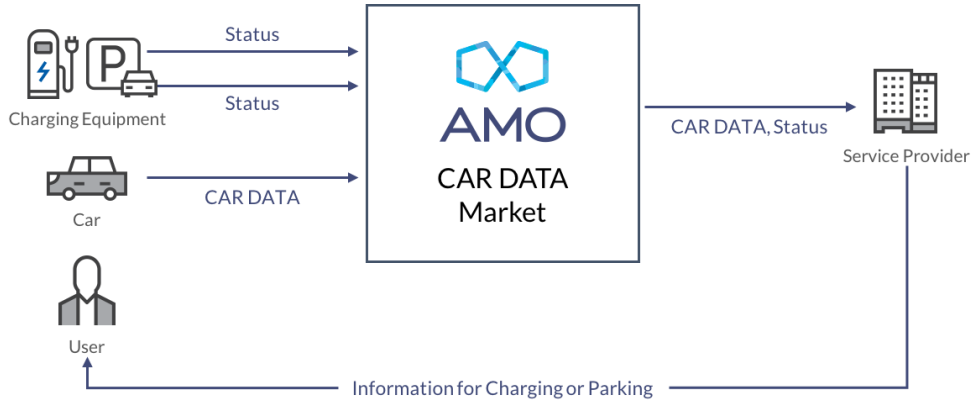 Status
P
Status
Charging Equipment
CAR DATA
Car
User
AMO
CAR DATA
Market
CAR DATA, Status
Service Provider
Information for Charging or Parking